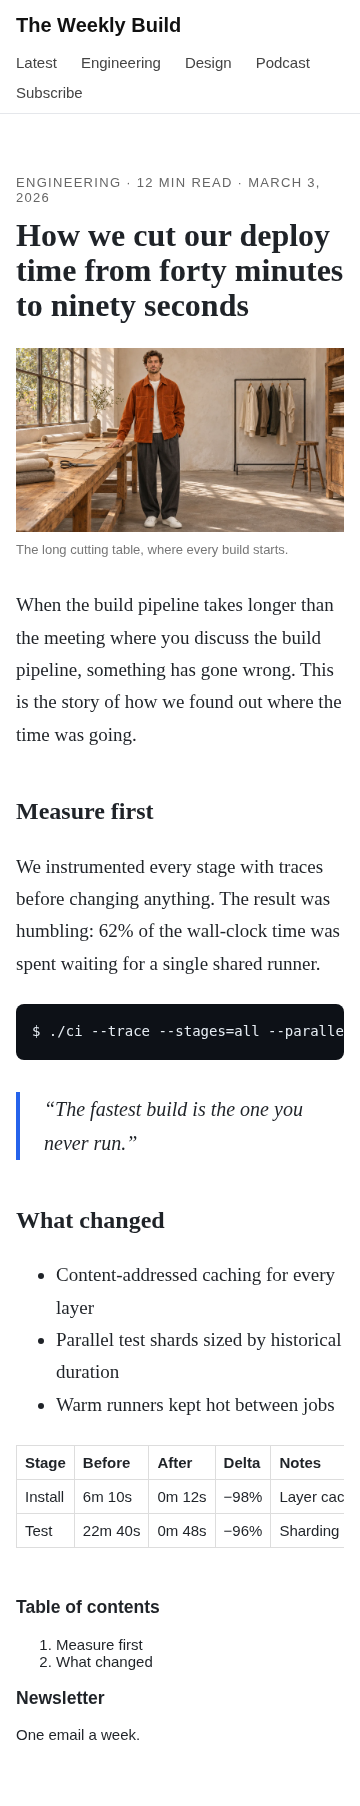 The Weekly Build
Latest Engineering Design Podcast
Subscribe
ENGINEERING · 12 MIN READ · MARCH 3,
2026
How we cut our deploy
time from forty minutes
to ninety seconds
The long cutting table, where every build starts.
When the build pipeline takes longer than
the meeting where you discuss the build
pipeline, something has gone wrong. This
is the story of how we found out where the
time was going.
Measure first
We instrumented every stage with traces
before changing anything. The result was
humbling: 62% of the wall-clock time was
spent waiting for a single shared runner.
$ ./ci --trace --stages=all --paralle
“The fastest build is the one you
never run.”
What changed
• Content-addressed caching for every
layer
• Parallel test shards sized by historical
duration
• Warm runners kept hot between jobs
Stage Before After Delta Notes
Install 6m 10s 0m 12s −98% Layer cac
Test 22m 40s 0m 48s −96% Sharding
Table of contents
1. Measure first
2. What changed
Newsletter
One email a week.